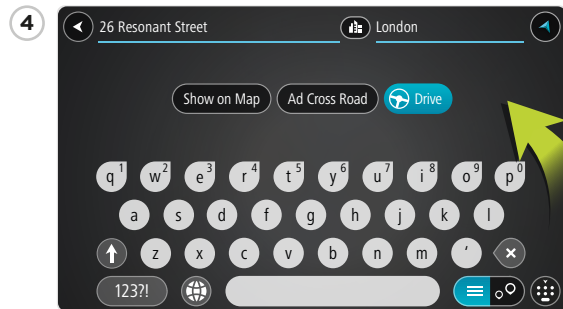 4
26 Resonant Street London
Show on Map Ad Cross Road Drive
q 1 w 2 e 3 r 4 t 5 y 6 u 7 i 8 o 9 p 0
a s d f g h j k l
z x c v b n m ‘
123?!